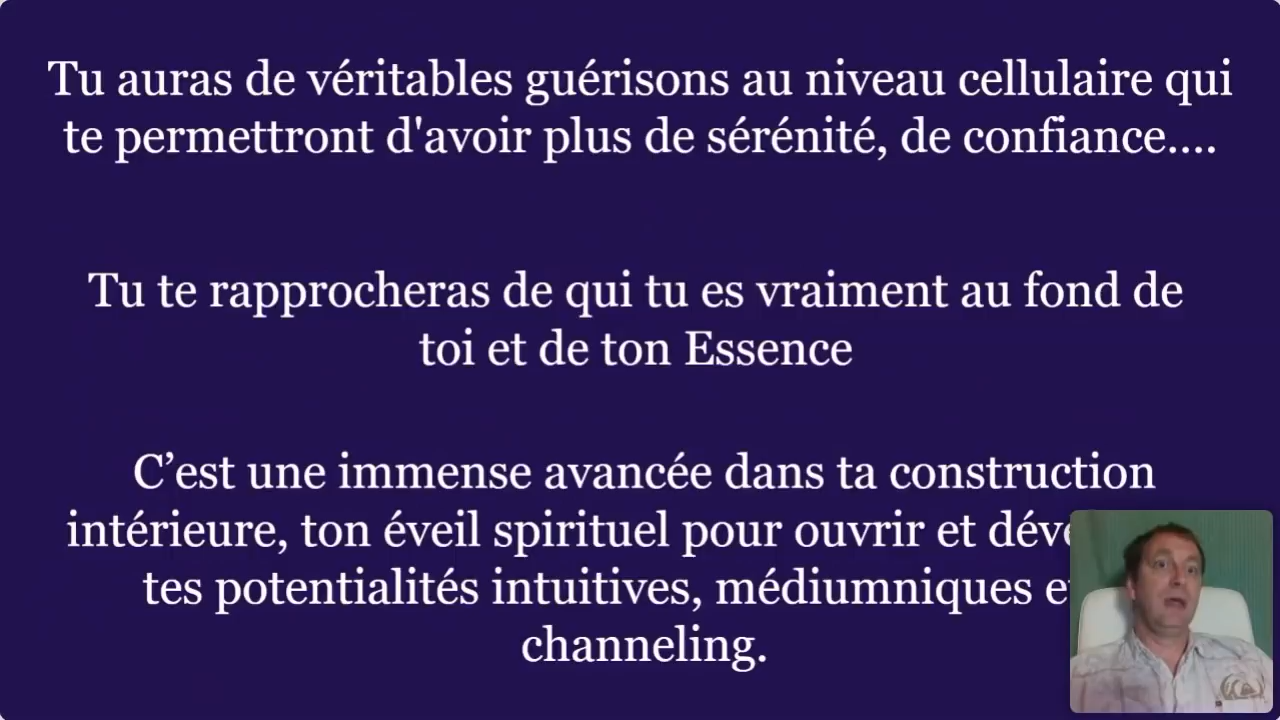 Tu auras de véritables guérisons au niveau cellulaire qui
te permettront d'avoir plus de sérénité, de confiance....
Tu te rapprocheras de qui tu es vraiment au fond de
toi et de ton Essence
C’est une immense avancée dans ta construction
intérieure, ton éveil spirituel pour ouvrir et
tes potentialités intuitives, médiumniques
channeling.